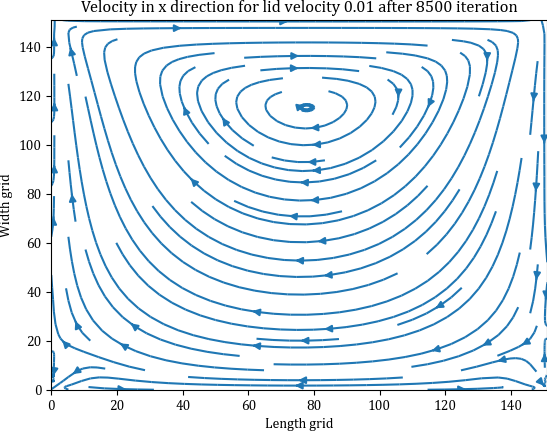 Velocity in x direction for lid velocity 0.01 after 8500 iteration
140
120
100
80
60
40
20
0
Width grid
0 20 40 60 80 100 120 140
Length grid